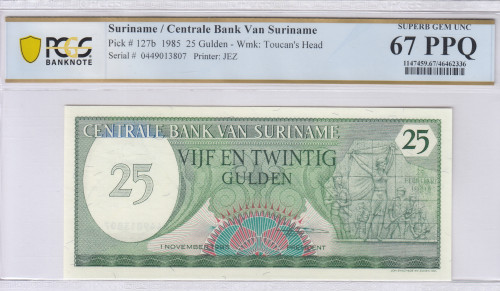 PCGS
BANKNOTE
Suriname / Centrale Bank Van Suriname
Pick # 127b 1985 25 Gulden - Wmk: Toucan's Head
Serial # 0449013807 Printer: JEZ
SUPERB GEM UNC
67 PPQ
1147459.67/46462336
CENTRALE BANK VAN SURINAME
25
VIJF EN TWINTIG
GULDEN
25
1 NOVEMBER 1985
PRESIDENT